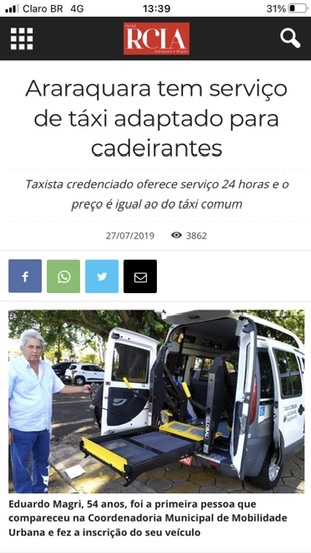 Claro BR 4G 13:39 31%
Portal
RCIA
Araraquara tem serviço
de táxi adaptado para
cadeirantes
Taxista credenciado oferece serviço 24 horas e o
preço é igual ao do táxi comum
27/07/2019 3862
Eduardo Magri, 54 anos, foi a primeira pessoa que
compareceu na Coordenadoria Municipal de Mobilidade
Urbana e fez a inscrição do seu veículo